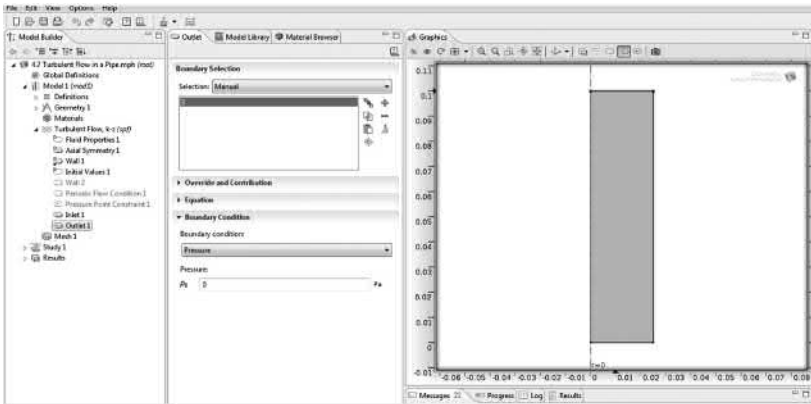 File Edit View Options Help
Model Builder
4.7 Turbulent Flow in a Pipe.mph (root)
Global Definitions
Model 1 (mod1)
Definitions
Geometry 1
Materials
Turbulent Flow, k-ε (spf)
Fluid Properties 1
Axial Symmetry 1
Wall 1
Initial Values 1
Wall 2
Periodic Flow Condition 1
Pressure Point Constraint 1
Inlet 1
Outlet 1
Mesh 1
Study 1
Results
Outlet
Model Library
Material Browser
Boundary Selection
Selection: Manual
Override and Contribution
Equation
Boundary Condition
Boundary condition:
Pressure
Pressure:
p₀ 0 Pa
Graphics
0.11
0.1
0.09
0.08
0.07
0.06
0.05
0.04
0.03
0.02
0.01
0
-0.01
r=0
-0.06 -0.05 -0.04 -0.03 -0.02 -0.01 0 0.01 0.02 0.03 0.04 0.05 0.06 0.07 0.08
Messages Progress Log Results